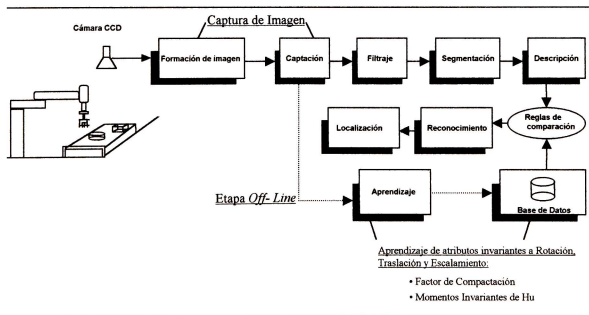 Captura de Imagen
Cámara CCD
Formación de imagen
Captación
Filtraje
Segmentación
Descripción
Localización
Reconocimiento
Reglas de
comparación
Etapa Off- Line
Aprendizaje
Base de Datos
Aprendizaje de atributos invariantes a Rotación,
Traslación y Escalamiento:
• Factor de Compactación
• Momentos Invariantes de Hu